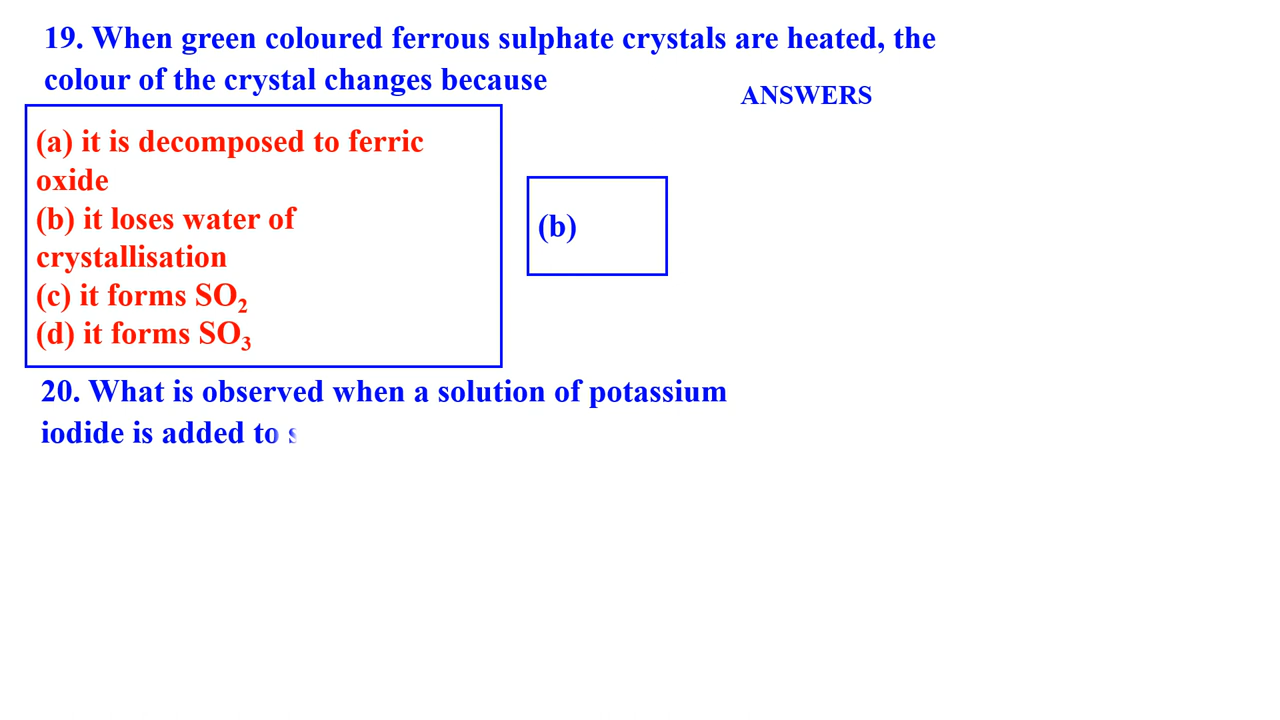 19. When green coloured ferrous sulphate crystals are heated, the
colour of the crystal changes because
ANSWERS
(a) it is decomposed to ferric
oxide
(b) it loses water of
crystallisation
(c) it forms SO₂
(d) it forms SO₃
(b)
20. What is observed when a solution of potassium
iodide is added to